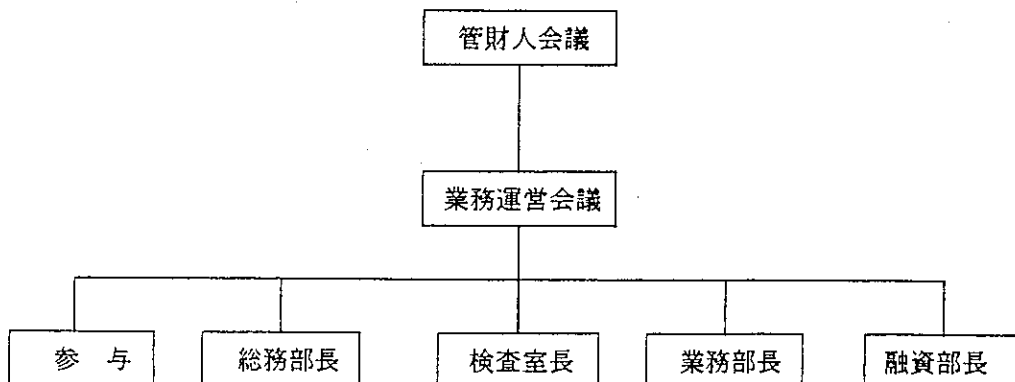 管財人会議
業務運営会議
参 与
総務部長
検査室長
業務部長
融資部長